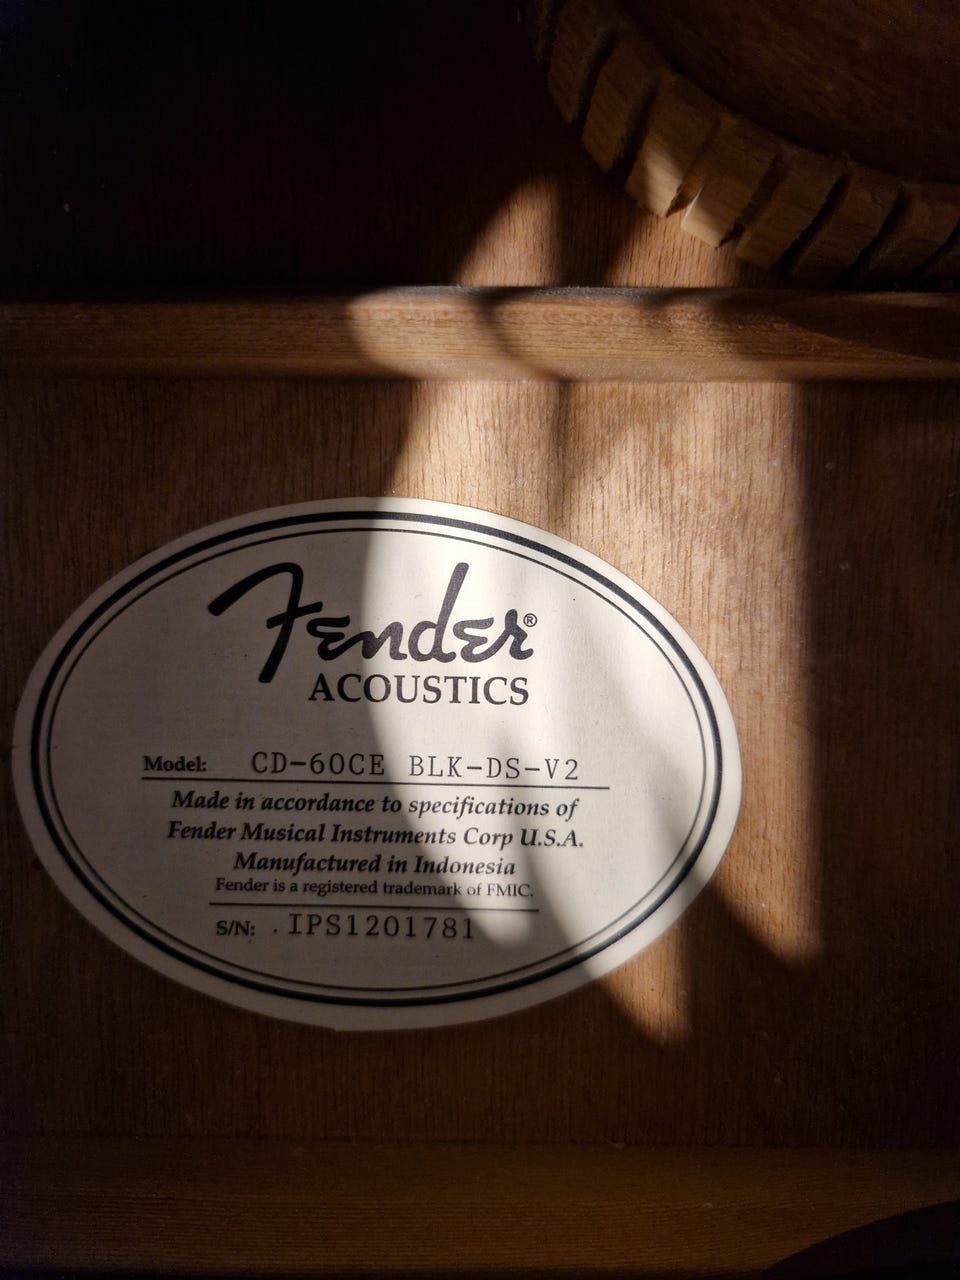 Fender®
ACOUSTICS
Model: CD-60CE BLK-DS-V2
Made in accordance to specifications of
Fender Musical Instruments Corp U.S.A.
Manufactured in Indonesia
Fender is a registered trademark of FMIC.
S/N: . IPS1201781